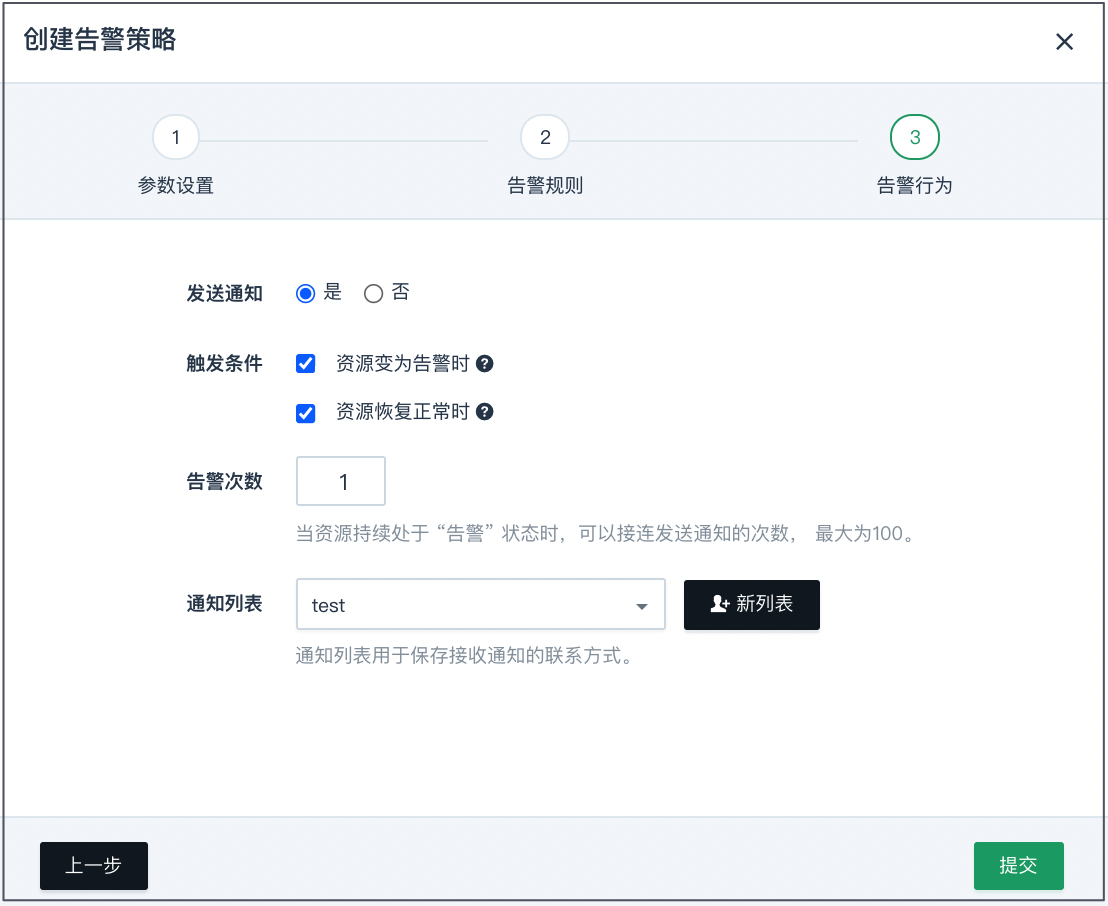 创建告警策略
1
2
3
参数设置
告警规则
告警行为
发送通知 是 否
触发条件 资源变为告警时 ?
资源恢复正常时 ?
告警次数 1
当资源持续处于“告警”状态时，可以接连发送通知的次数， 最大为100。
通知列表 test 新列表
通知列表用于保存接收通知的联系方式。
上一步 提交